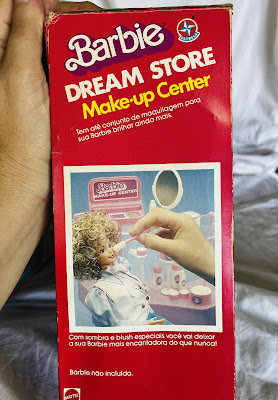 Barbie
ESTRELA
DREAM STORE
Make-up Center
Tem até conjunto de maquilagem para
sua Barbie brilhar ainda mais.
Barbie
MAKE-UP CENTER
Com sombra e blush especiais você vai deixar
a sua Barbie mais encantadora do que nunca!
Barbie não incluída.
MATTEL